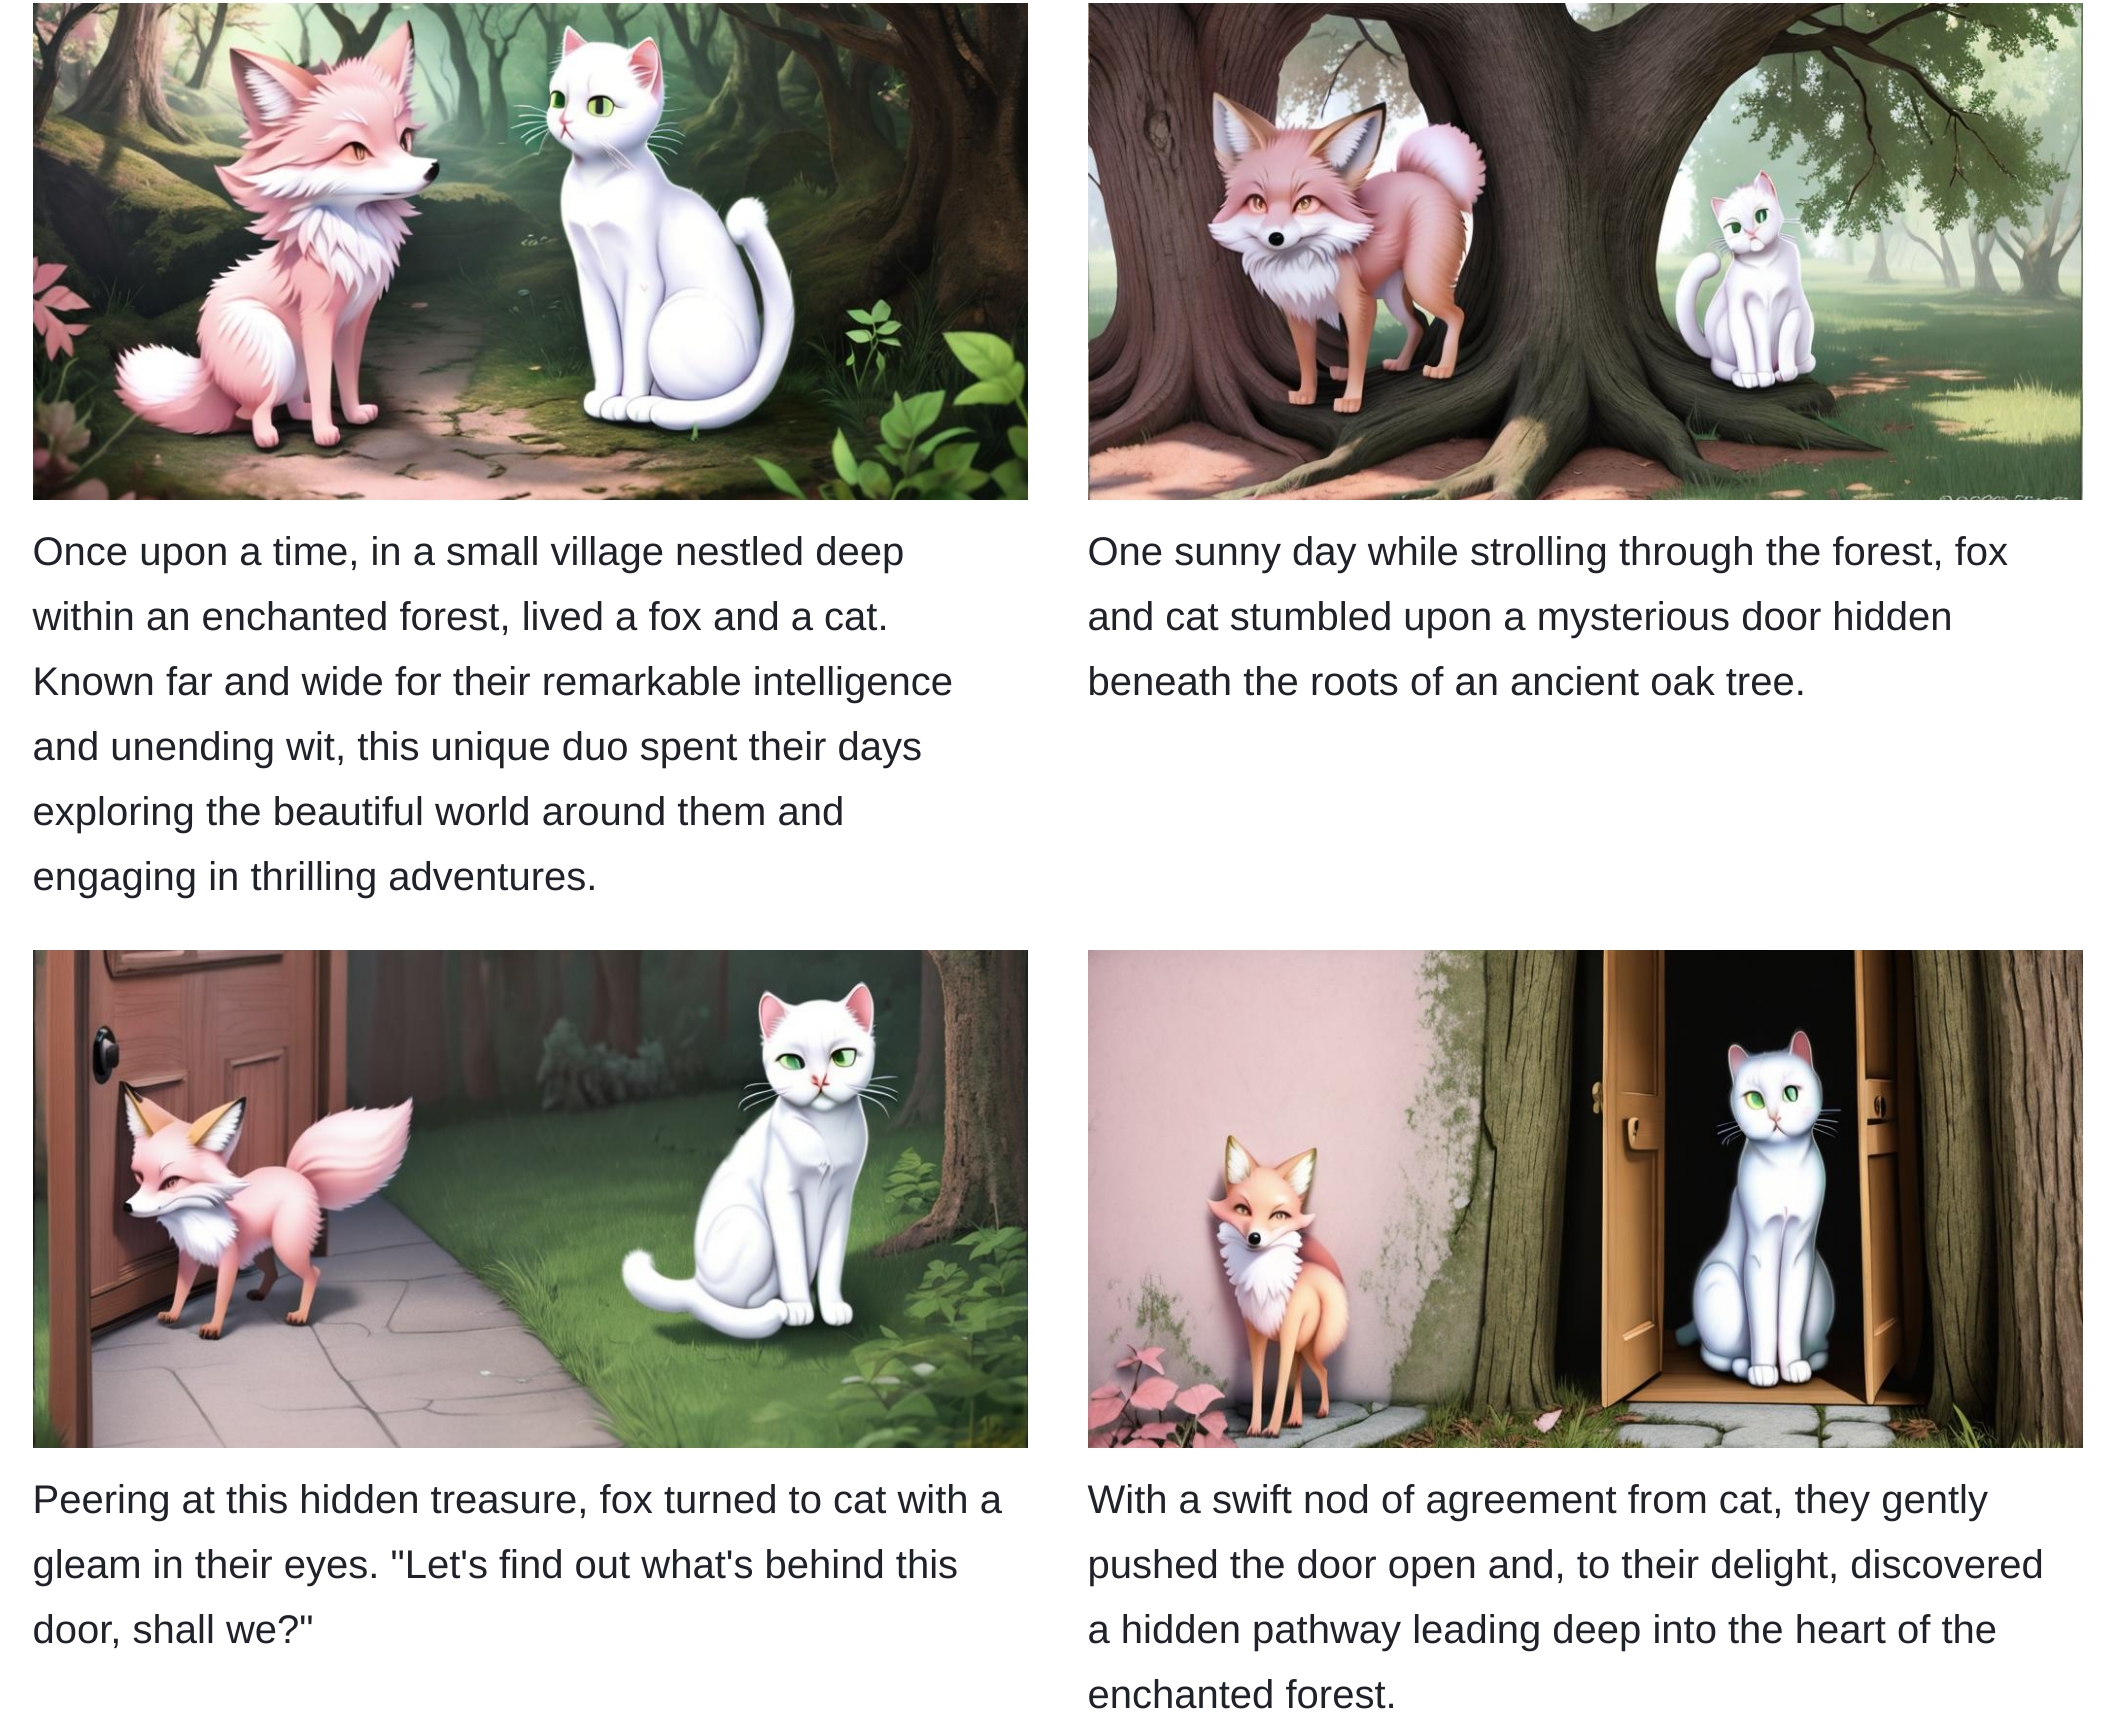 Once upon a time, in a small village nestled deep
within an enchanted forest, lived a fox and a cat.
Known far and wide for their remarkable intelligence
and unending wit, this unique duo spent their days
exploring the beautiful world around them and
engaging in thrilling adventures.
One sunny day while strolling through the forest, fox
and cat stumbled upon a mysterious door hidden
beneath the roots of an ancient oak tree.
Peering at this hidden treasure, fox turned to cat with a
gleam in their eyes. "Let's find out what's behind this
door, shall we?"
With a swift nod of agreement from cat, they gently
pushed the door open and, to their delight, discovered
a hidden pathway leading deep into the heart of the
enchanted forest.